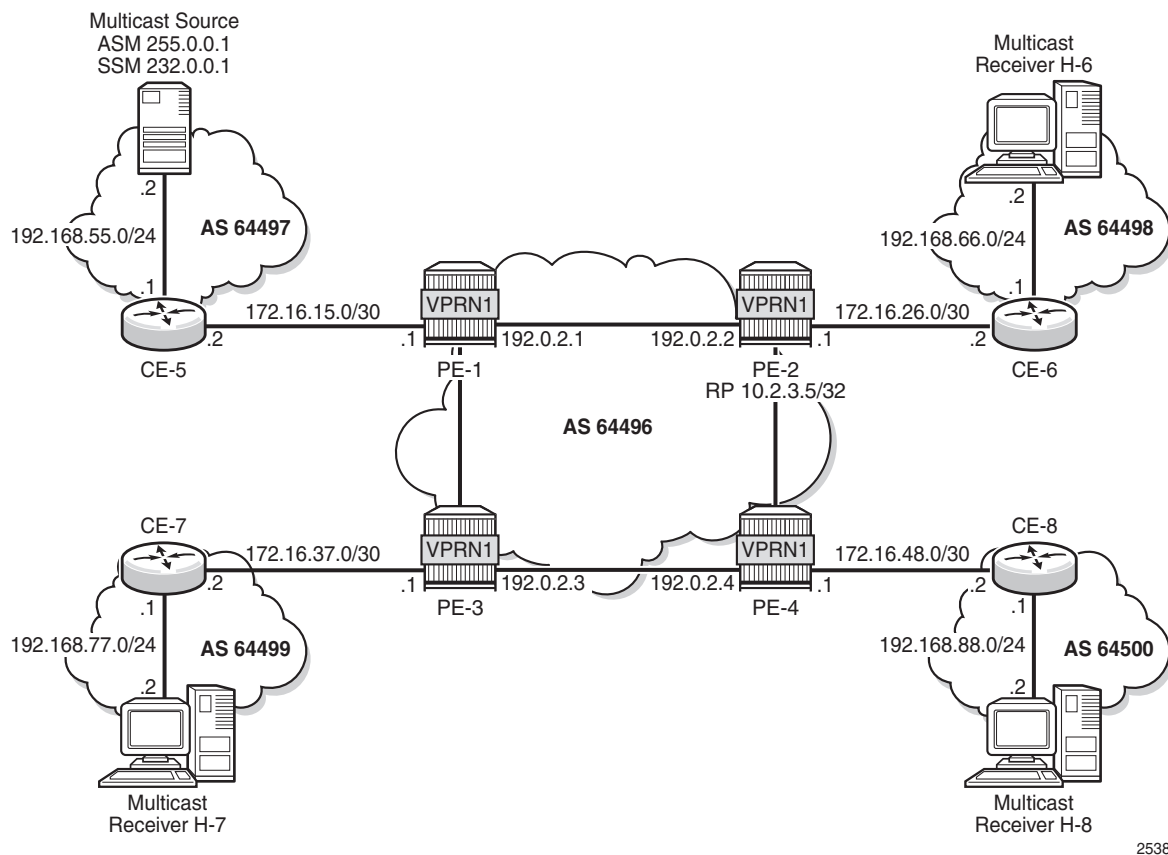 Multicast Source
ASM 255.0.0.1
SSM 232.0.0.1
Multicast
Receiver H-6
.2
.2
192.168.55.0/24
AS 64497
192.168.66.0/24
AS 64498
.1
.1
VPRN1
VPRN1
172.16.15.0/30
172.16.26.0/30
.2
.1
192.0.2.1
192.0.2.2
.1
.2
CE-5
PE-1
PE-2
CE-6
RP 10.2.3.5/32
AS 64496
CE-7
CE-8
172.16.37.0/30
VPRN1
VPRN1
172.16.48.0/30
.2
.1
192.0.2.3
192.0.2.4
.1
.2
.1
PE-3
PE-4
.1
192.168.77.0/24
AS 64499
192.168.88.0/24
AS 64500
.2
.2
Multicast
Receiver H-7
Multicast
Receiver H-8
2538